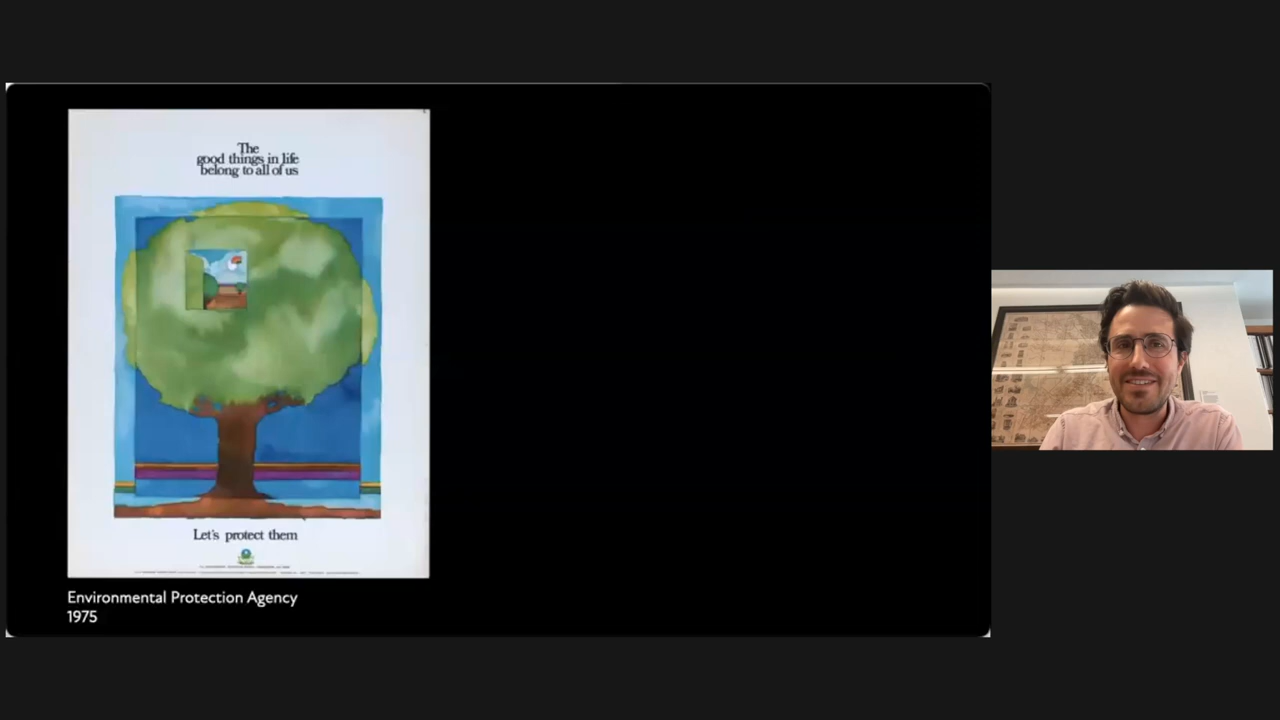 The
good things in life
belong to all of us
Let's protect them
Environmental Protection Agency
1975